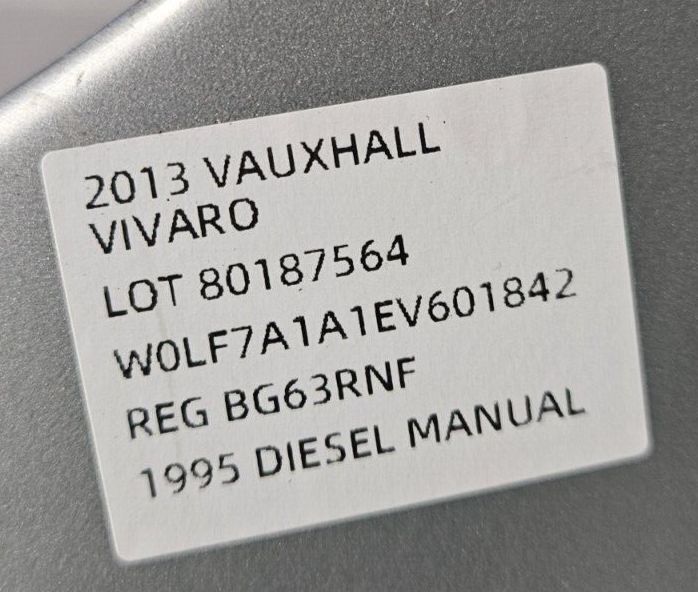 2013 VAUXHALL
VIVARO
LOT 80187564
W0LF7A1A1EV601842
REG BG63RNF
1995 DIESEL MANUAL